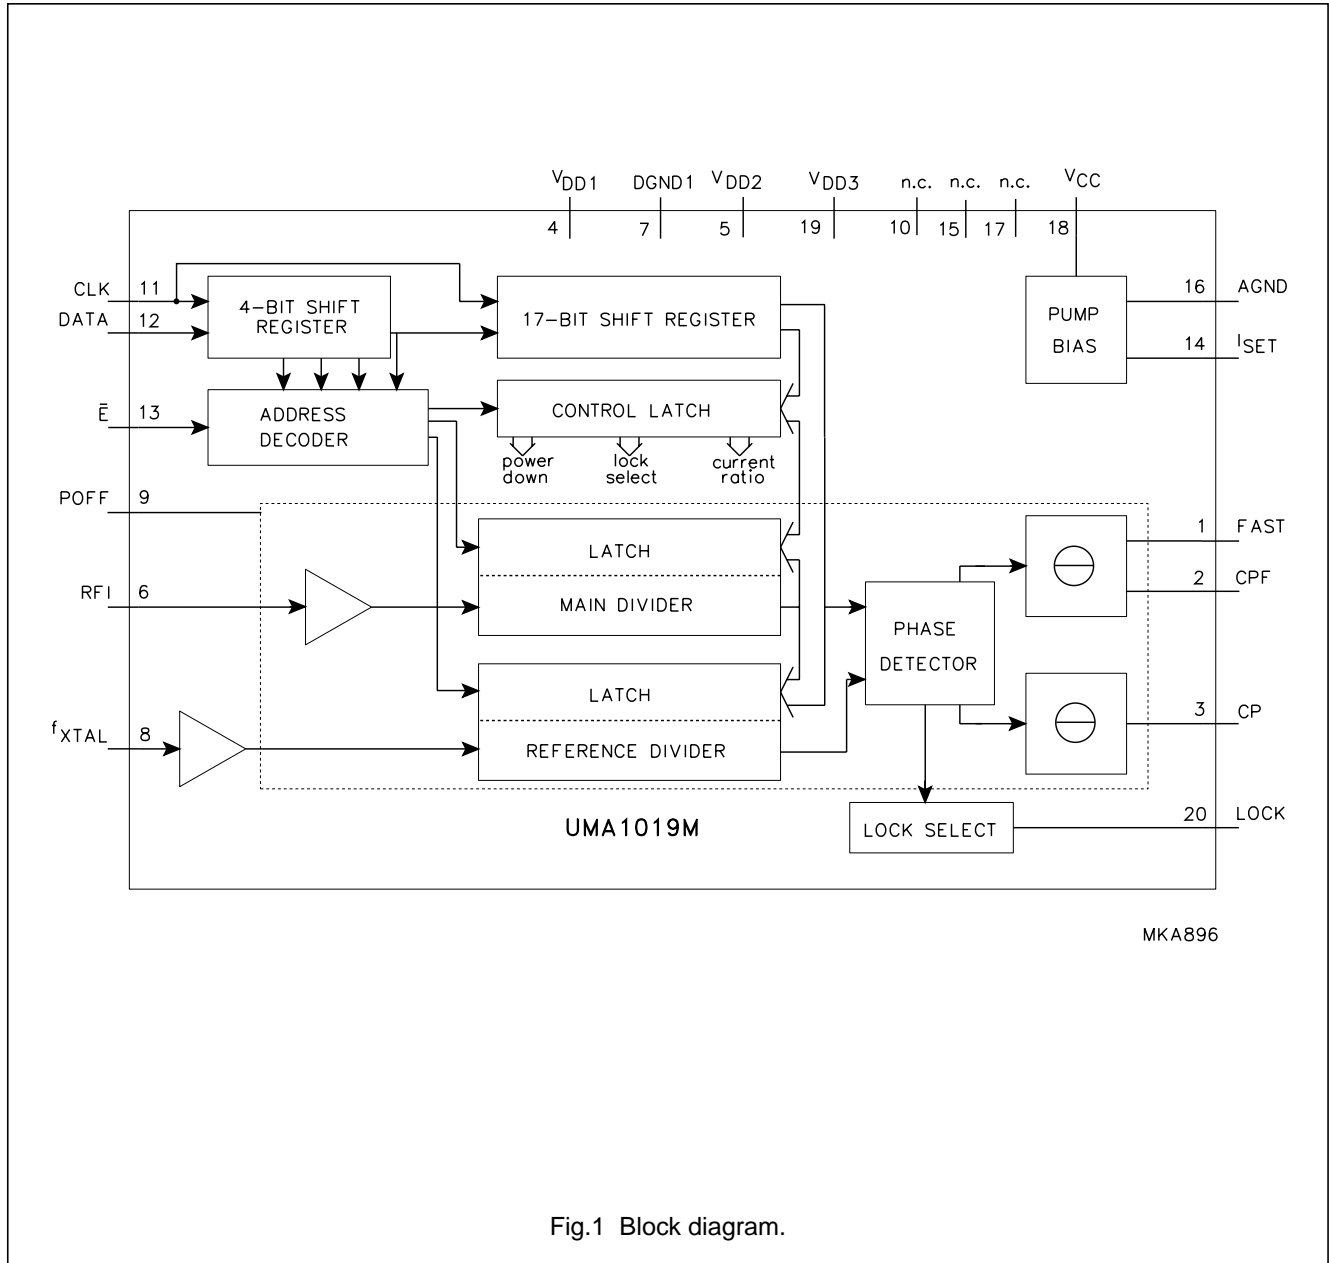 VDD1 DGND1 VDD2 VDD3 n.c. n.c. n.c. VCC
4 7 5 19 10 15 17 18
CLK 11
DATA 12
4-BIT SHIFT
REGISTER
17-BIT SHIFT REGISTER
PUMP
BIAS
16 AGND
14 ISET
Ē 13
ADDRESS
DECODER
CONTROL LATCH
power
down
lock
select
current
ratio
POFF 9
LATCH
MAIN DIVIDER
RFI 6
PHASE
DETECTOR
1 FAST
2 CPF
LATCH
REFERENCE DIVIDER
fXTAL 8
3 CP
LOCK SELECT
20 LOCK
UMA1019M
MKA896
Fig.1 Block diagram.